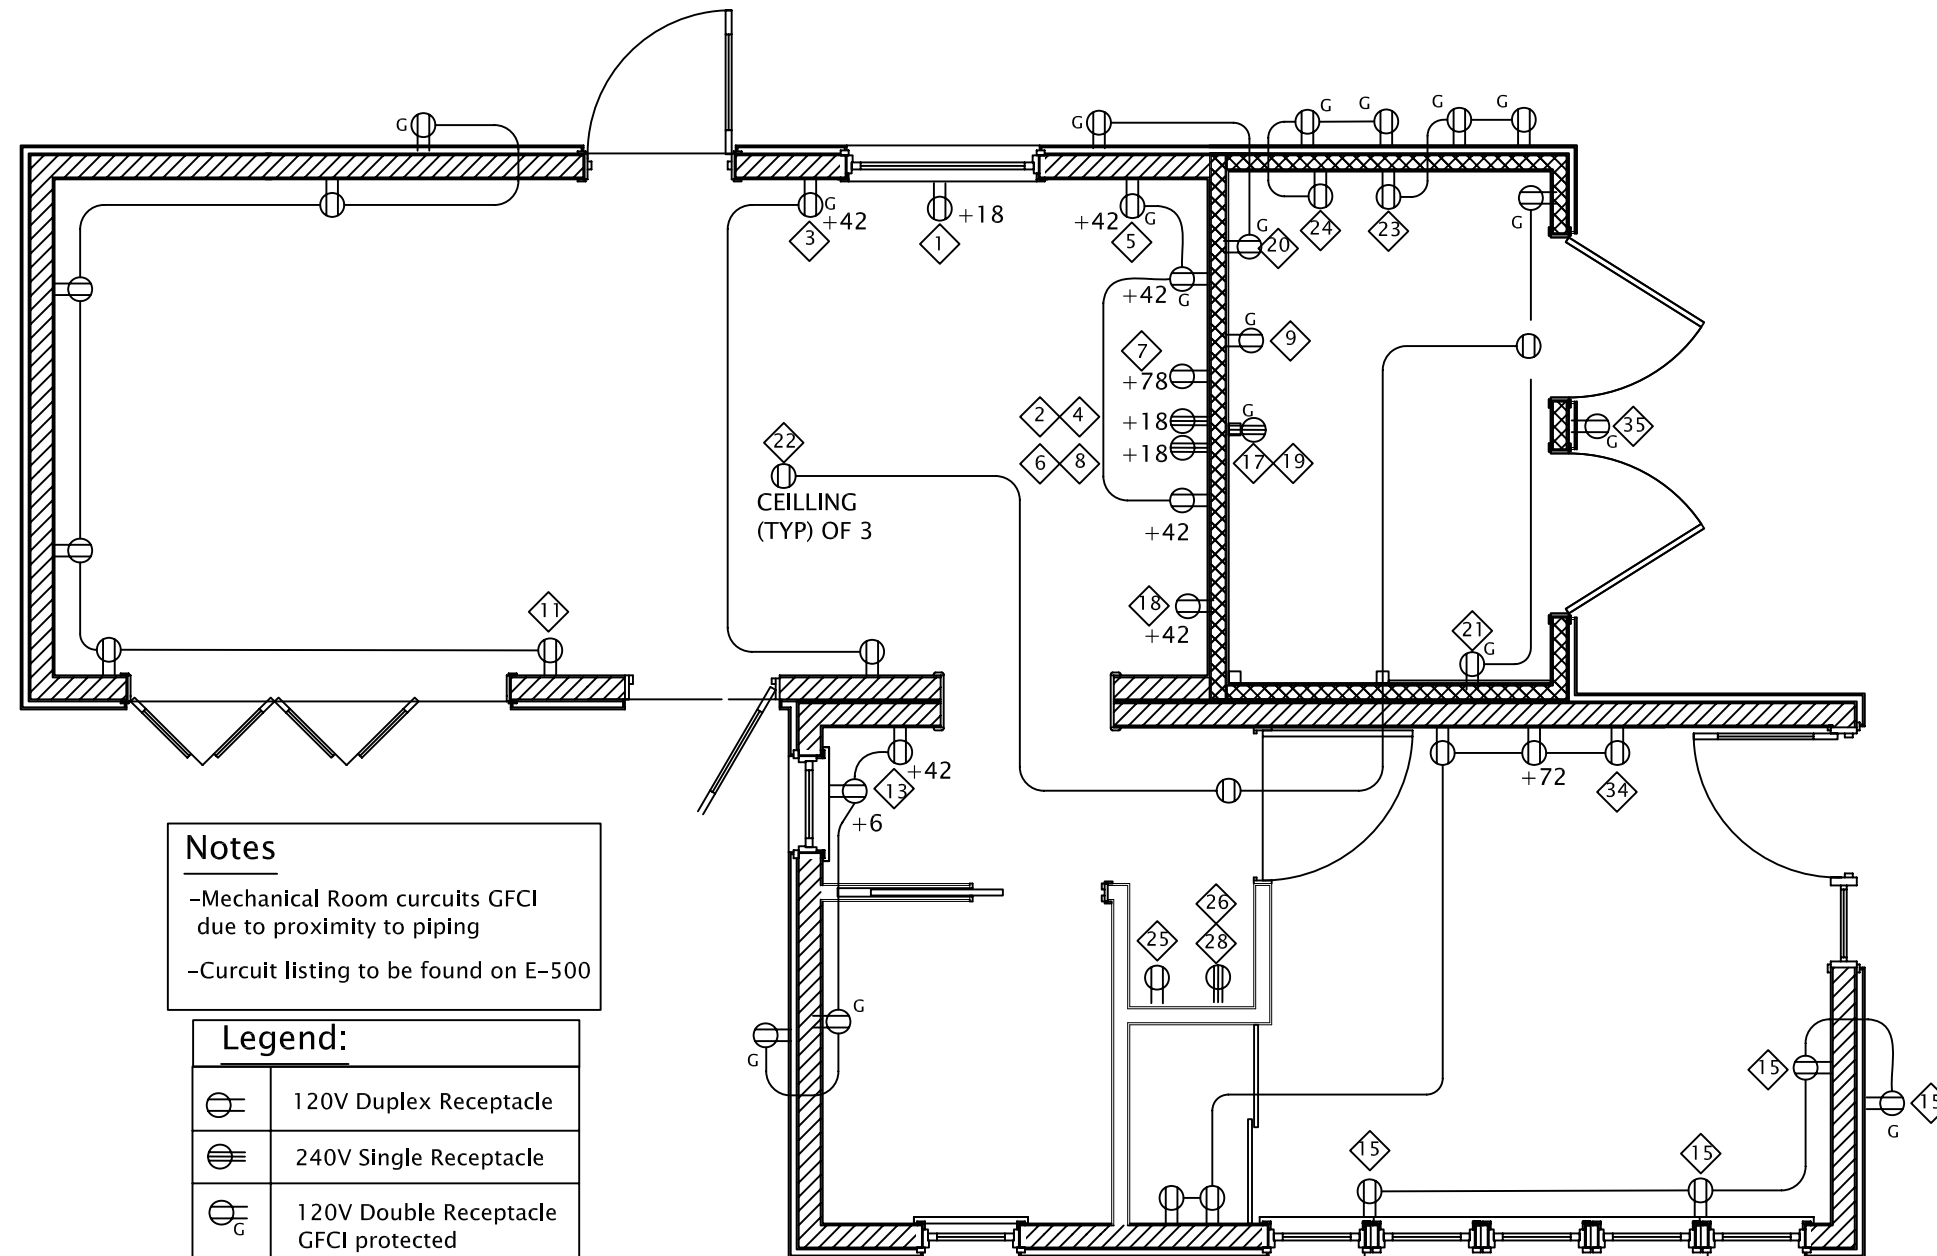 G
G
G
G
G
G
G
+42
3
+18
1
+42
G
5
G
20
24
23
G
+42
G
G
9
7
+78
2
4
+18
G
35
G
22
6
8
+18
17
19
CEILLING
(TYP) OF 3
+42
11
18
+42
21
G
+42
13
+6
+72
34
Notes
-Mechanical Room curcuits GFCI
due to proximity to piping
-Curcuit listing to be found on E-500
26
25
28
G
G
15
15
G
15
15
Legend:
120V Duplex Receptacle
240V Single Receptacle
G
120V Double Receptacle
GFCI protected